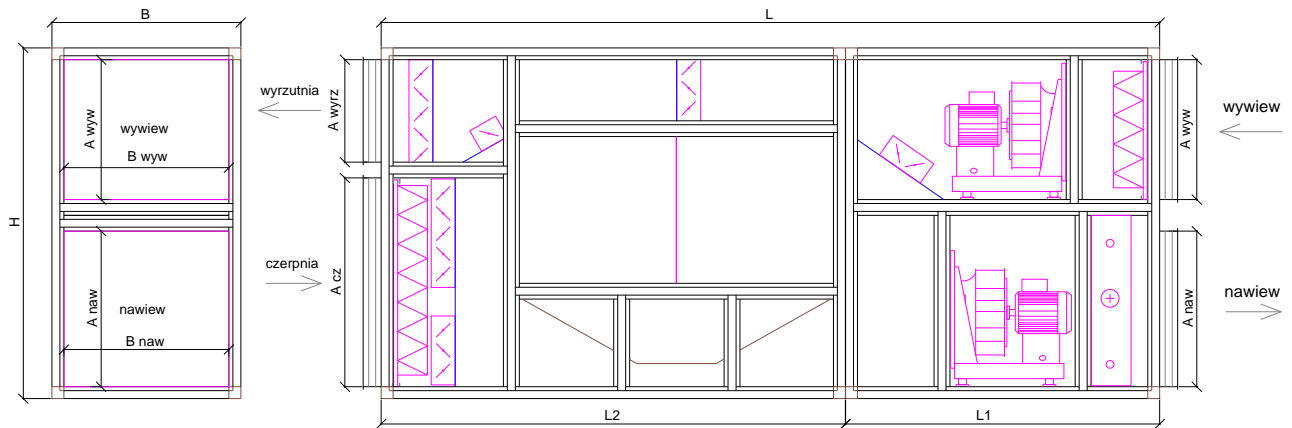 B
L
H
A wyw
wywiew
B wyw
A naw
nawiew
B naw
wyrzutnia
A wyrz
czerpnia
A cz
A wyw
wywiew
A naw
nawiew
L2
L1